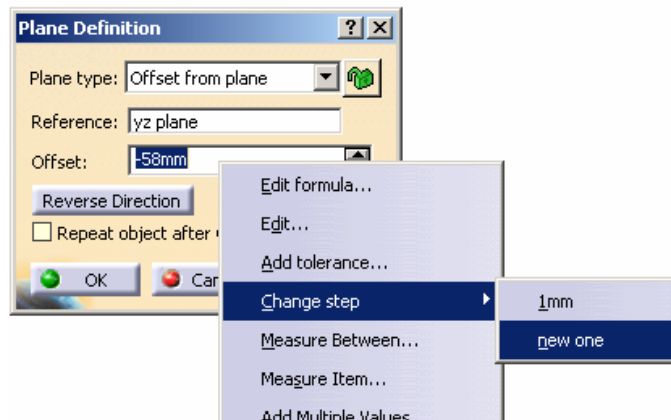 Plane Definition
Plane type: Offset from plane
Reference: yz plane
Offset: -58mm
Reverse Direction
Repeat object after
OK
Edit formula...
Edit...
Add tolerance...
Change step
1mm
new one
Measure Between...
Measure Item...
Add Multiple Values